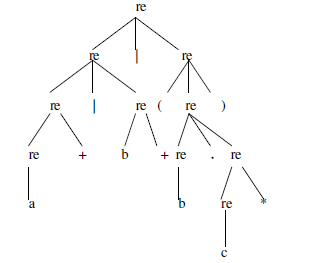 re
re | re
re | re ( re )
re + b + re . re
a b re *
c